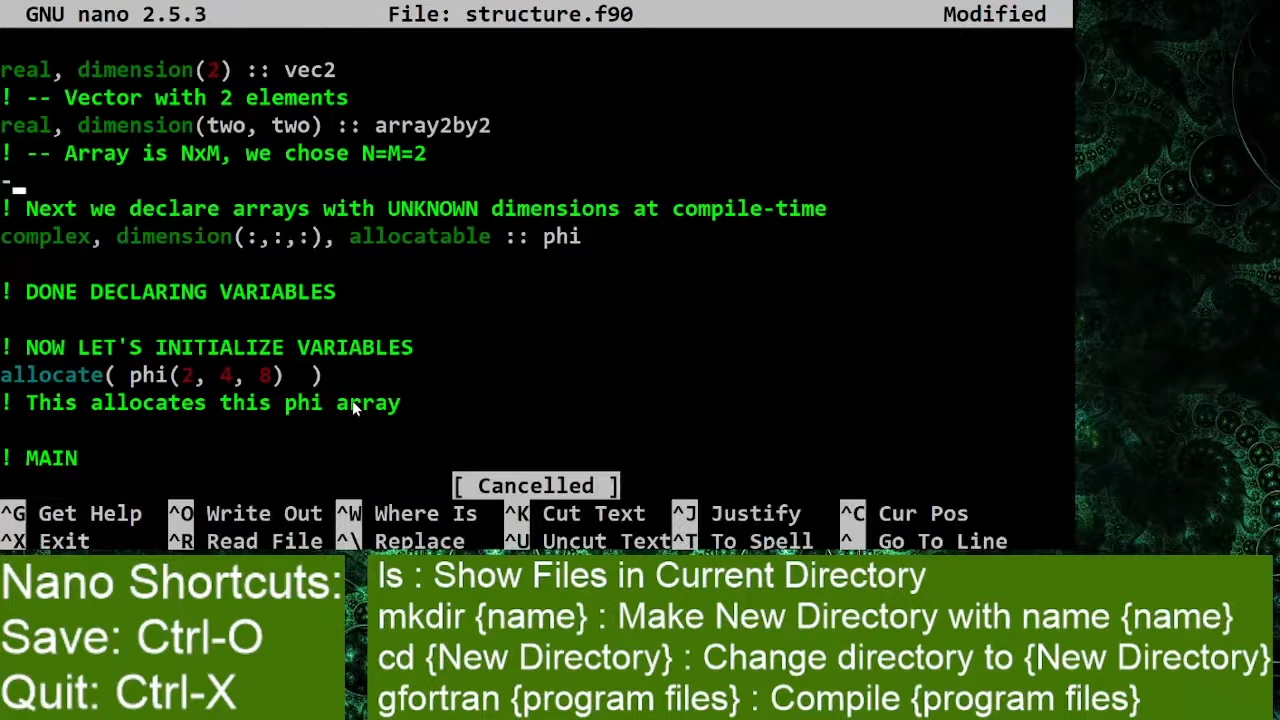 GNU nano 2.5.3 File: structure.f90 Modified
real, dimension(2) :: vec2
! -- Vector with 2 elements
real, dimension(two, two) :: array2by2
! -- Array is NxM, we chose N=M=2
-
! Next we declare arrays with UNKNOWN dimensions at compile-time
complex, dimension(:,:,:), allocatable :: phi
! DONE DECLARING VARIABLES
! NOW LET'S INITIALIZE VARIABLES
allocate( phi(2, 4, 8)  )
! This allocates this phi array
! MAIN
[ Cancelled ]
^G Get Help ^O Write Out ^W Where Is ^K Cut Text ^J Justify ^C Cur Pos
^X Exit ^R Read File ^\ Replace ^U Uncut Text ^T To Spell ^_ Go To Line
Nano Shortcuts:
Save: Ctrl-O
Quit: Ctrl-X
ls : Show Files in Current Directory
mkdir {name} : Make New Directory with name {name}
cd {New Directory} : Change directory to {New Directory}
gfortran {program files} : Compile {program files}